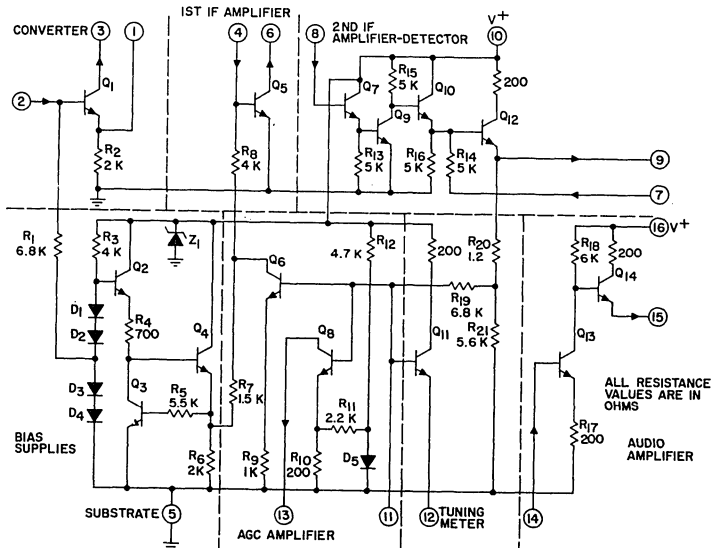 1ST IF AMPLIFIER
CONVERTER 3 1 4 6
8 2ND IF AMPLIFIER-DETECTOR
V+
10
Q1
2
R2
2 K
Q5
R8
4 K
Q7
R15
5 K
Q10
200
Q9
Q12
R13
5 K
R16
5 K
R14
5 K
9
7
R1
6.8 K
R3
4 K
Q2
Z1
D1
D2
R4
700
Q4
Q3
D3
D4
R5
5.5 K
R6
2K
BIAS
SUPPLIES
SUBSTRATE 5
Q6
R7
1.5 K
R9
1K
Q8
R12
4.7 K
R11
2.2 K
R10
200
D5
13
AGC AMPLIFIER
11
200
Q11
R19
6.8 K
R20
1.2
R21
5.6 K
12 TUNING
METER
R18
6 K
200
16 V+
Q14
15
Q13
R17
200
14
ALL RESISTANCE
VALUES ARE IN
OHMS
AUDIO
AMPLIFIER